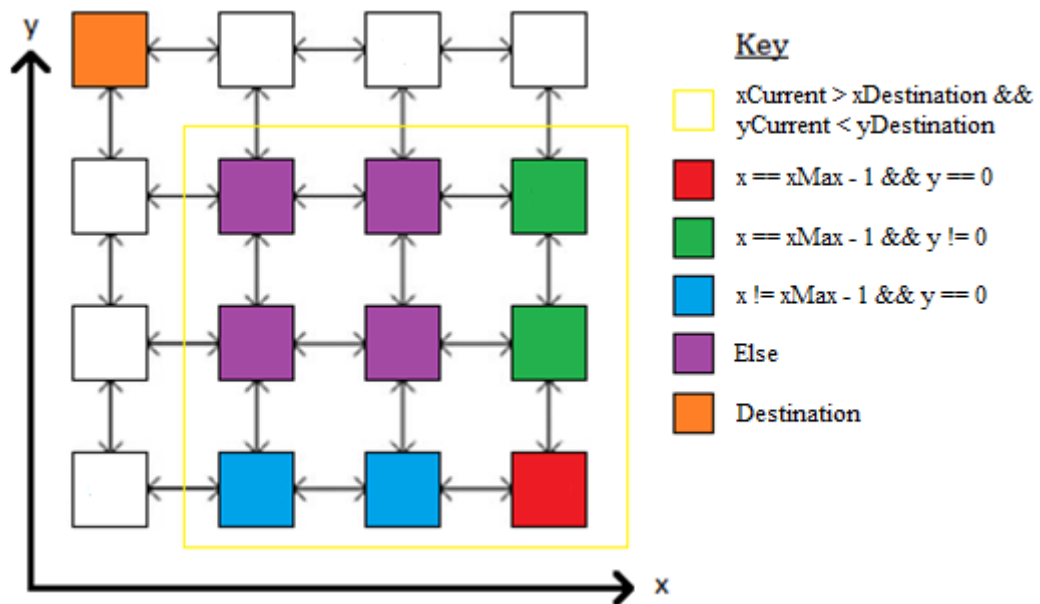 y
Key
xCurrent > xDestination &&
yCurrent < yDestination
x == xMax - 1 && y == 0
x == xMax - 1 && y != 0
x != xMax - 1 && y == 0
Else
Destination
x